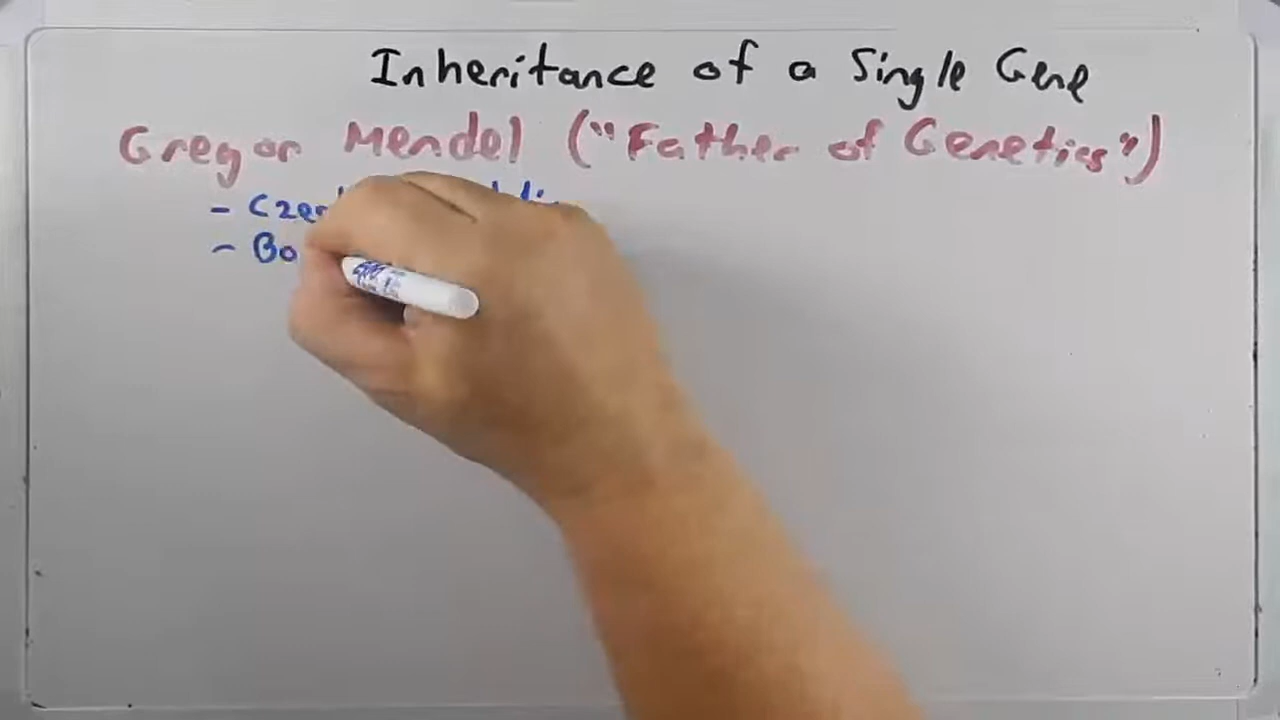 Inheritance of a Single Gene
Gregor Mendel ("Father of Genetics")
-
-